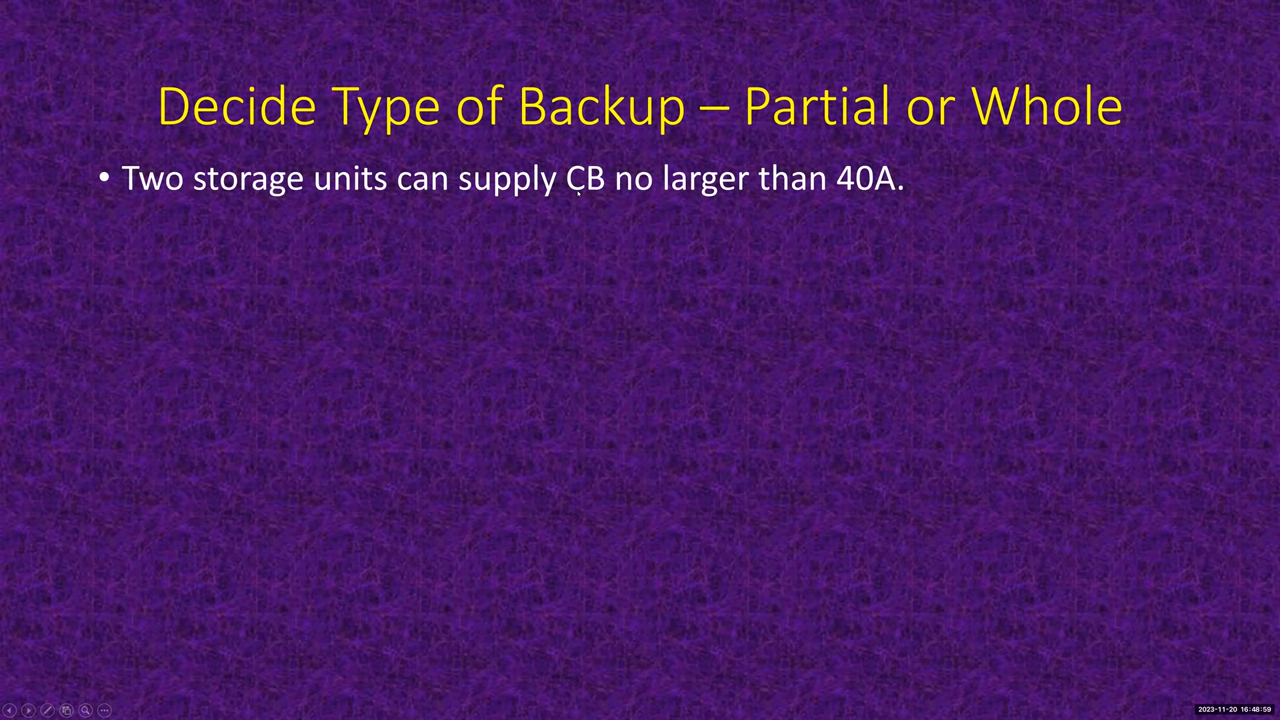 Decide Type of Backup – Partial or Whole
• Two storage units can supply CB no larger than 40A.
2023-11-20 16:48:59